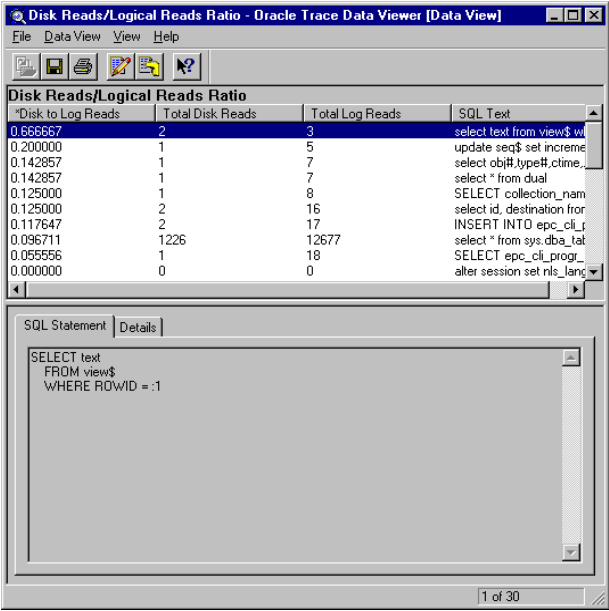 Disk Reads/Logical Reads Ratio - Oracle Trace Data Viewer [Data View]
File Data View View Help
Disk Reads/Logical Reads Ratio
*Disk to Log Reads Total Disk Reads Total Log Reads SQL Text
0.666667 2 3 select text from view$ wh
0.200000 1 5 update seq$ set increme
0.142857 1 7 select obj#,type#,ctime,
0.142857 1 7 select * from dual
0.125000 1 8 SELECT collection_nam
0.125000 2 16 select id, destination fror
0.117647 2 17 INSERT INTO epc_cli_p
0.096711 1226 12677 select * from sys.dba_tab
0.055556 1 18 SELECT epc_cli_progr_
0.000000 0 0 alter session set nls_lang
SQL Statement Details
SELECT text
FROM view$
WHERE ROWID = :1
1 of 30